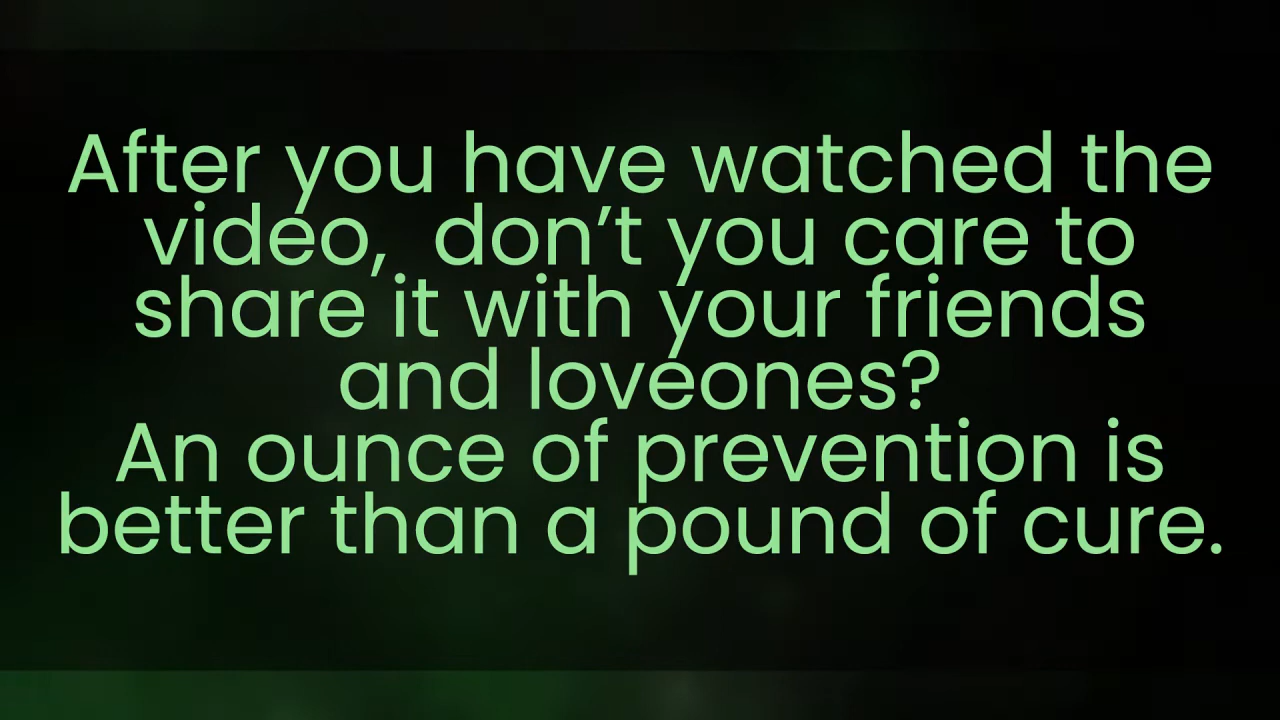 After you have watched the
video,  don’t you care to
share it with your friends
and loveones?
An ounce of prevention is
better than a pound of cure.